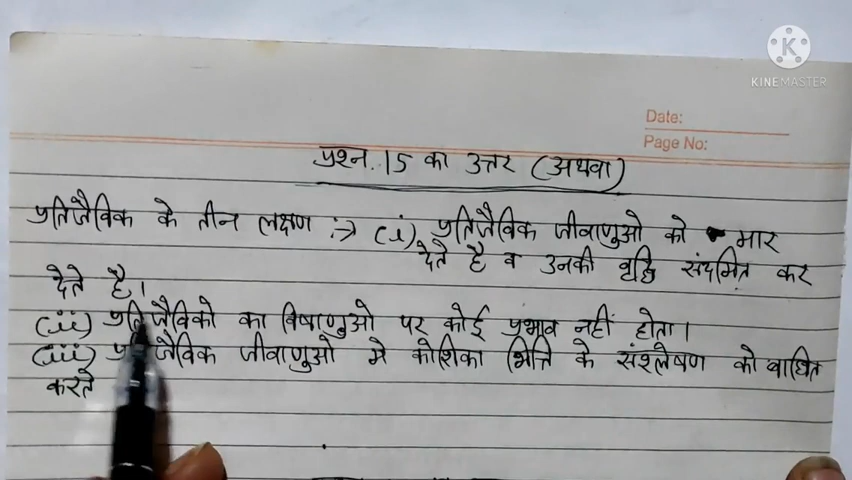 KINEMASTER
Date:
Page No:
प्रश्न.15 का उत्तर (अथवा)
प्रतिजैविक के तीन लक्षण :→ (i) प्रतिजैविक जीवाणुओ को मार
देते है व उनकी वृद्धि संदमित कर
देते है।
(ii) प्रतिजैविको का विषाणुओ पर कोई प्रभाव नहीं होता।
(iii) जीवाणुओ मे कोशिका भित्ति के संश्लेषण को बाधित
करते